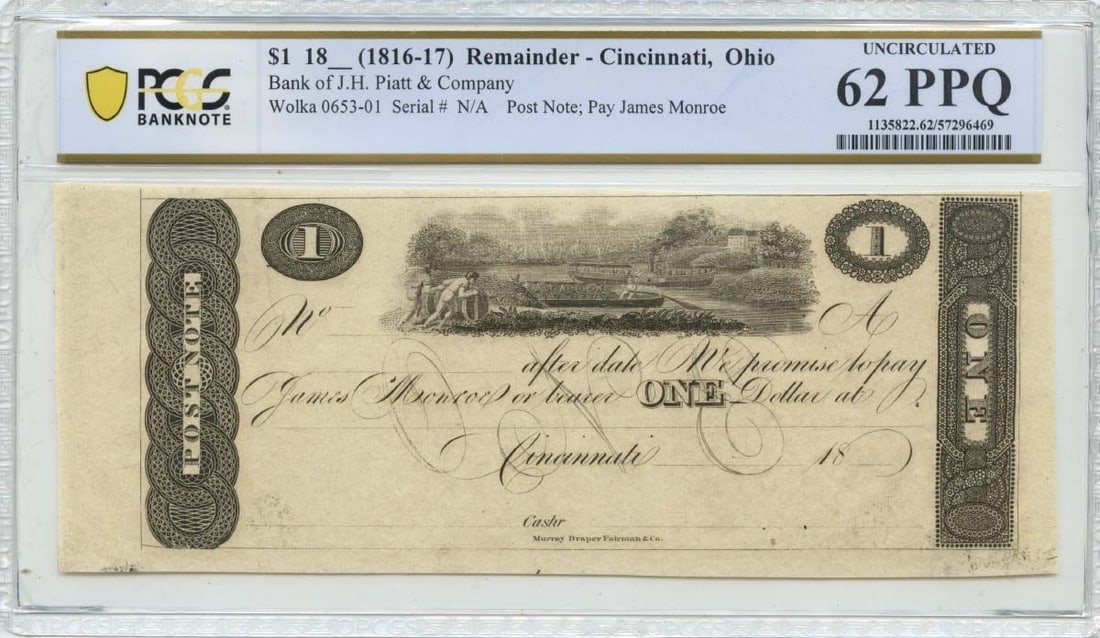 $1 18__ (1816-17) Remainder - Cincinnati, Ohio
Bank of J.H. Piatt & Company
Wolka 0653-01 Serial # N/A Post Note; Pay James Monroe
PCGS
BANKNOTE
UNCIRCULATED
62 PPQ
1135822.62/57296469
POST NOTE
1
1
ONE
No
A
after date We promise to pay
James Monroe or bearer ONE Dollar at
ONE
Cincinnati 18
Cashr
Murray Draper Fairman & Co.